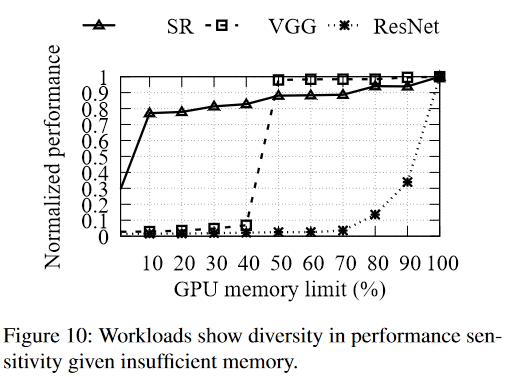 SR VGG ResNet
Normalized performance
1
0.9
0.8
0.7
0.6
0.5
0.4
0.3
0.2
0.1
0
10 20 30 40 50 60 70 80 90 100
GPU memory limit (%)
Figure 10: Workloads show diversity in performance sen-
sitivity given insufficient memory.